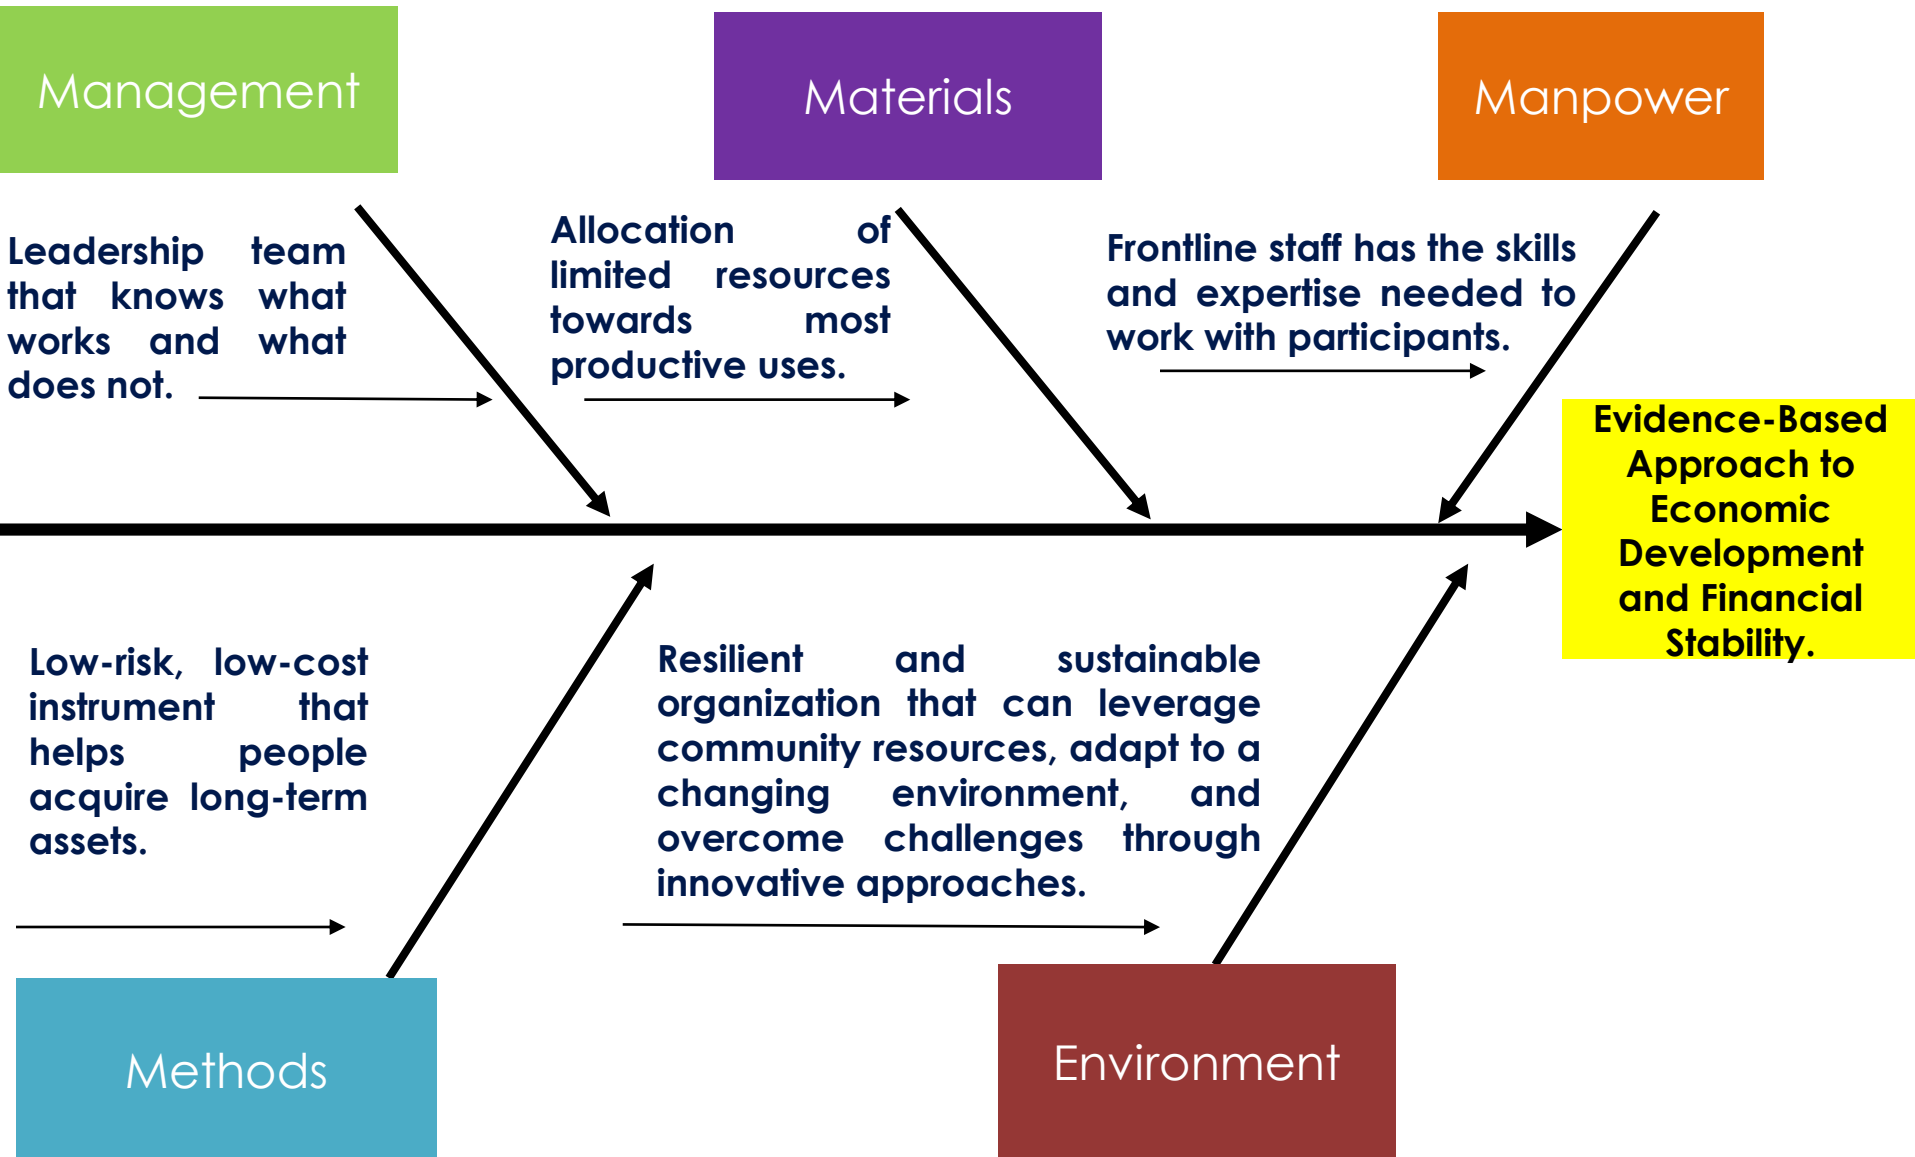 Management
Materials
Manpower
Leadership team
that knows what
works and what
does not.
Allocation of
limited resources
towards most
productive uses.
Frontline staff has the skills
and expertise needed to
work with participants.
Evidence-Based
Approach to
Economic
Development
and Financial
Stability.
Low-risk, low-cost
instrument that
helps people
acquire long-term
assets.
Resilient and sustainable
organization that can leverage
community resources, adapt to a
changing environment, and
overcome challenges through
innovative approaches.
Methods
Environment